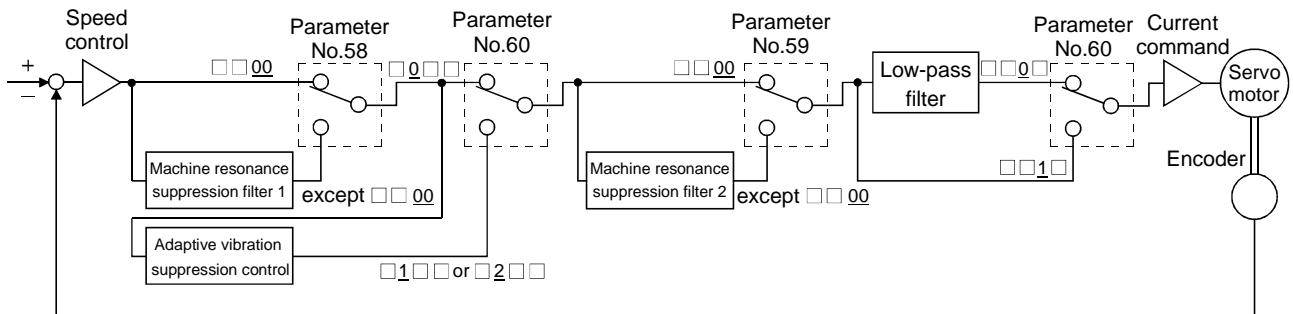 Speed
control
Parameter
No.58
Parameter
No.60
Parameter
No.59
Parameter
No.60
Current
command
+
−
□□00
□0□□
□□00
Low-pass
filter
□□0□
Servo
motor
Machine resonance
suppression filter 1
except □□00
Machine resonance
suppression filter 2
except □□00
□□1□
Encoder
Adaptive vibration
suppression control
□1□□ or □2□□